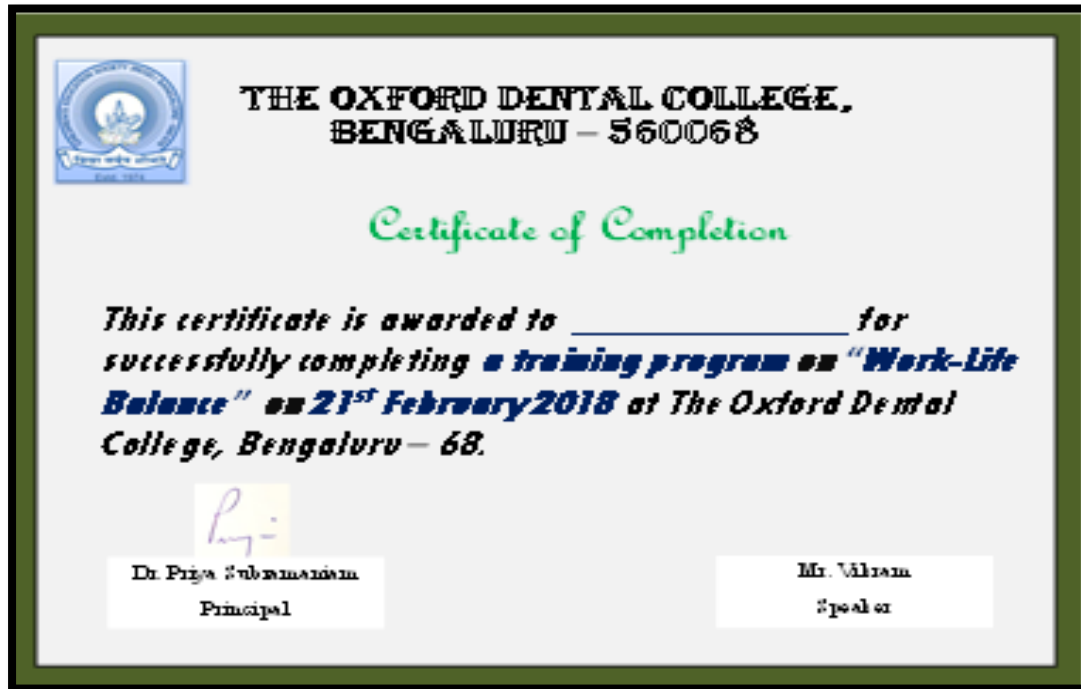 THE OXFORD DENTAL COLLEGE,
BENGALURU – 560068
Certificate of Completion
This certificate is awarded to ________________ for
successfully completing a training program on “Work-Life
Balance” on 21st February 2018 at The Oxford Dental
College, Bengaluru – 68.
Dr. Priya Subramaniam
Principal
Mr. Vikram
Speaker